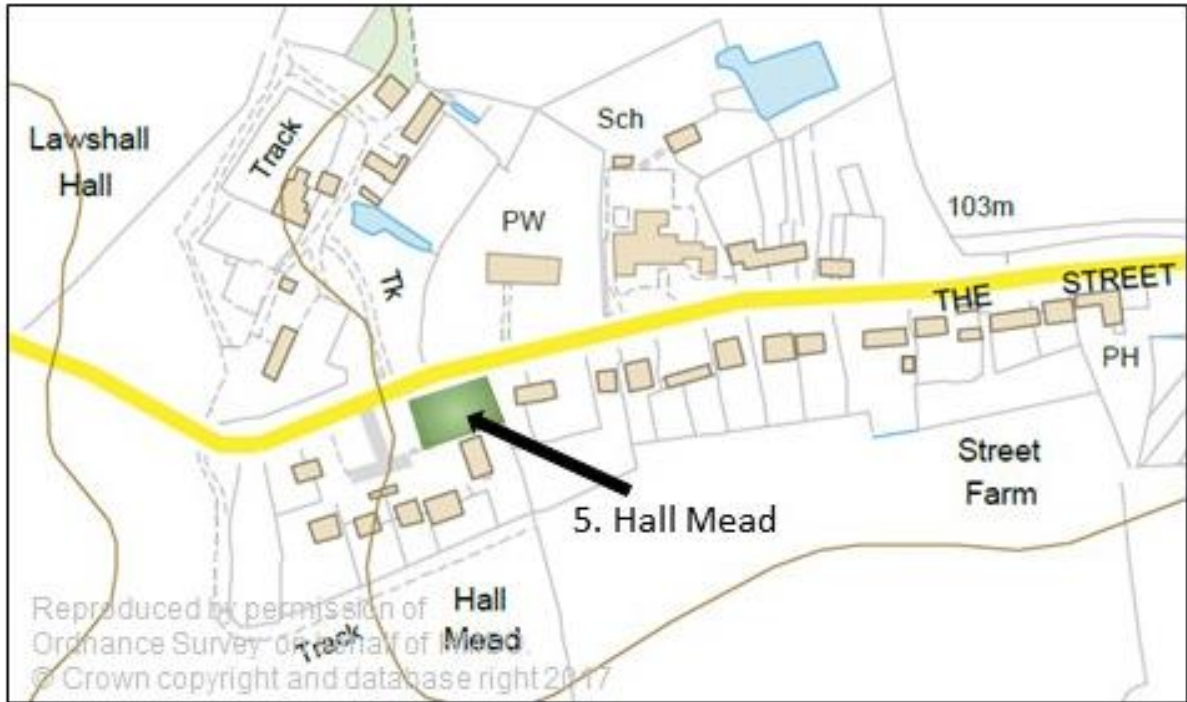 Lawshall
Hall
Track
Sch
PW
103m
Tk
THE STREET
PH
Street
Farm
5. Hall Mead
Hall
Mead
Track
Reproduced by permission of
Ordnance Survey on behalf of
© Crown copyright and database right 2017